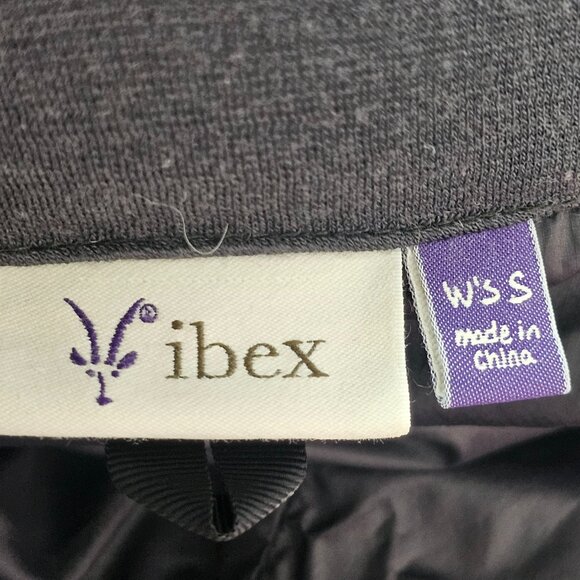 ® ibex
W's S
made in
China